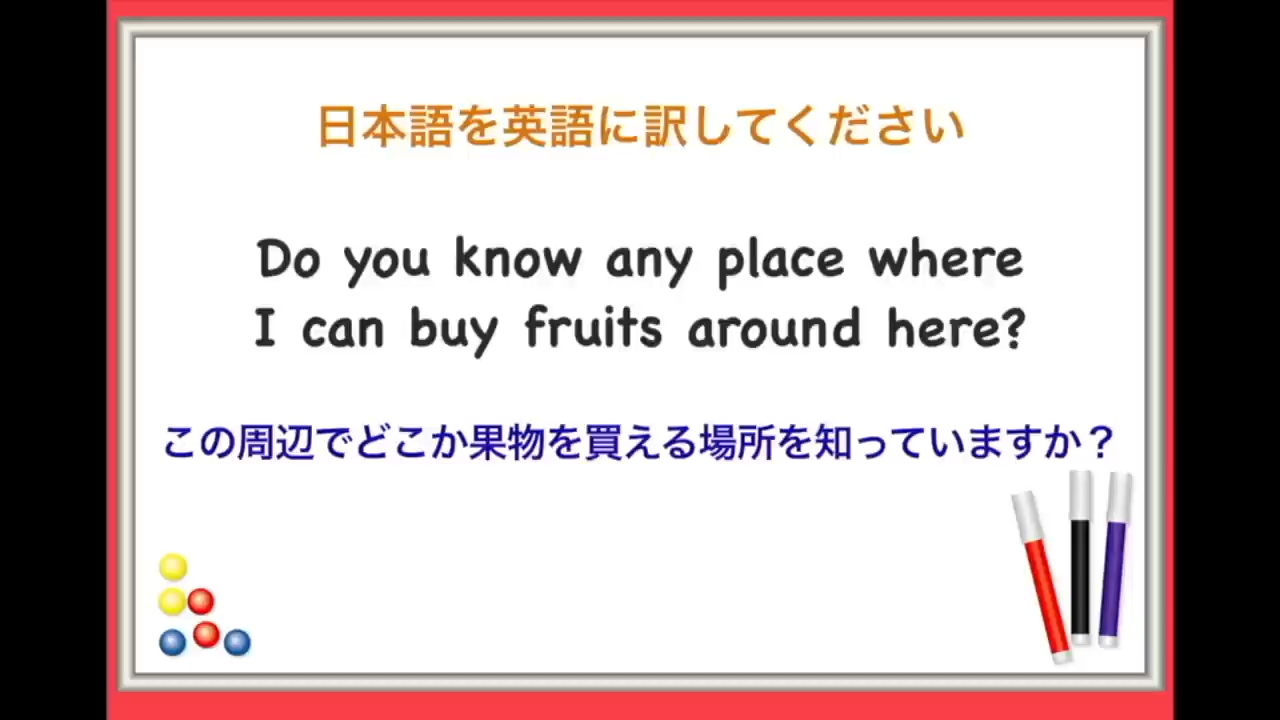 日本語を英語に訳してください
Do you know any place where
I can buy fruits around here?
この周辺でどこか果物を買える場所を知っていますか？